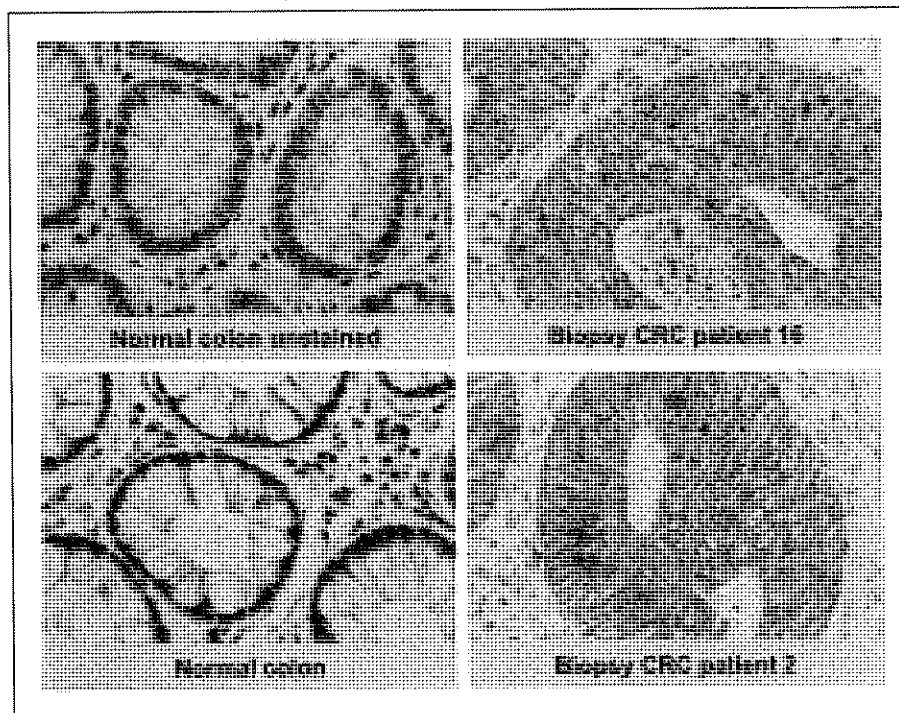 Normal colon unstained
Biopsy CRC patient 16
Normal colon
Biopsy CRC patient 2